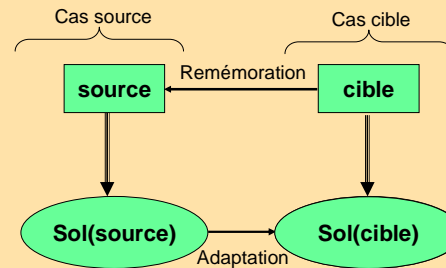 Cas source
Cas cible
source
Remémoration
cible
Sol(source)
Adaptation
Sol(cible)